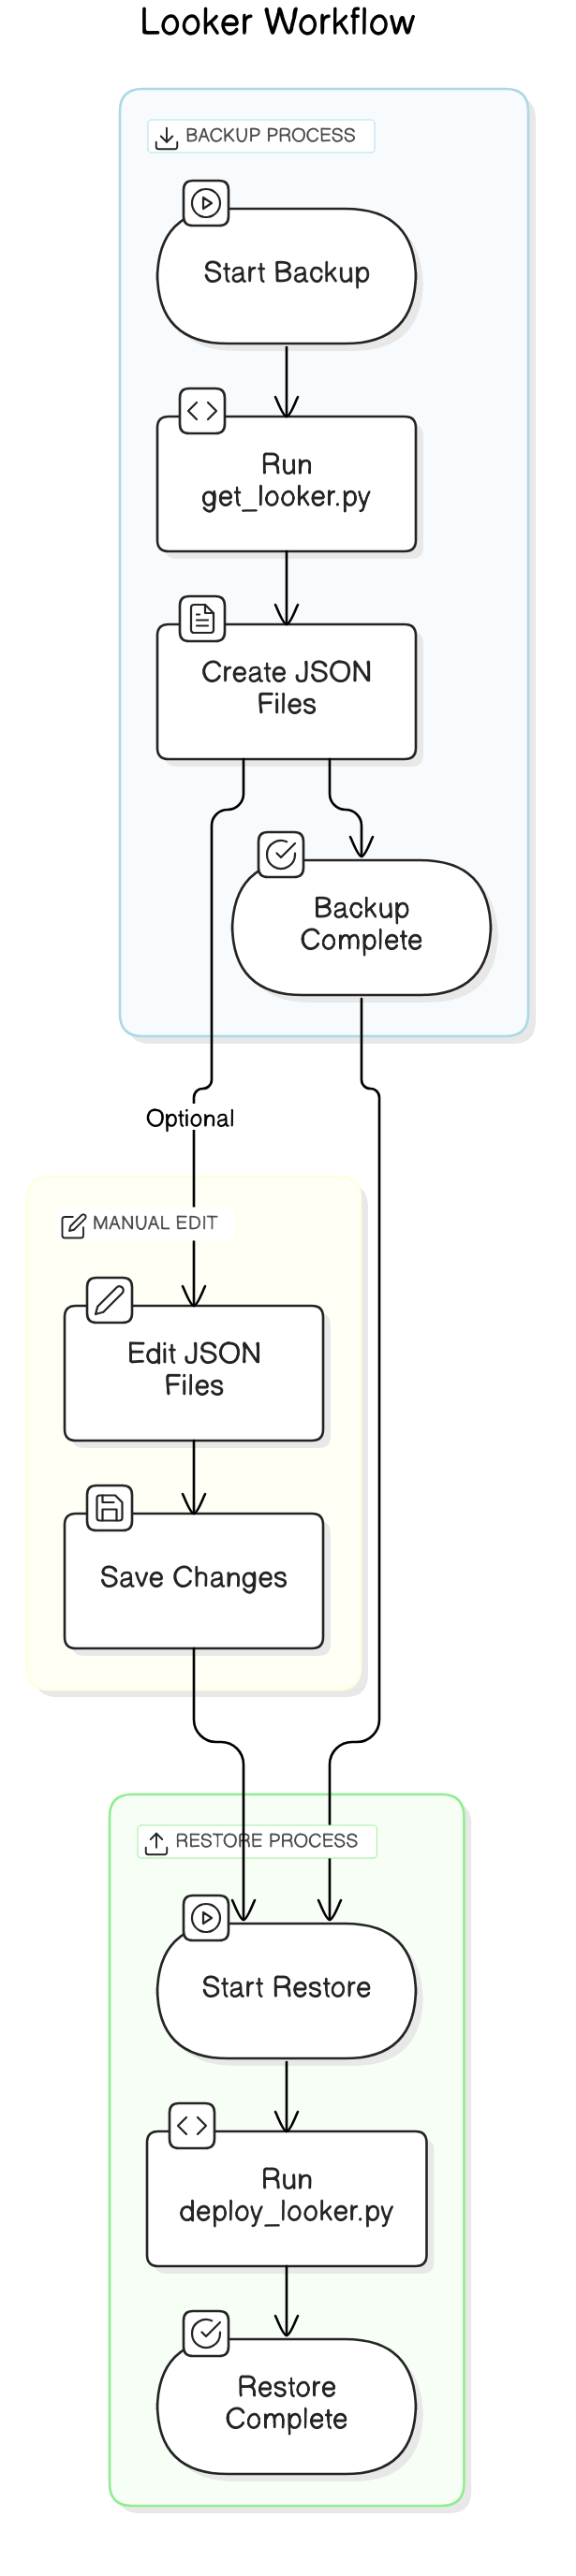 Looker Workflow
BACKUP PROCESS
Start Backup
Run
get_looker.py
Create JSON
Files
Backup
Complete
Optional
MANUAL EDIT
Edit JSON
Files
Save Changes
RESTORE PROCESS
Start Restore
Run
deploy_looker.py
Restore
Complete